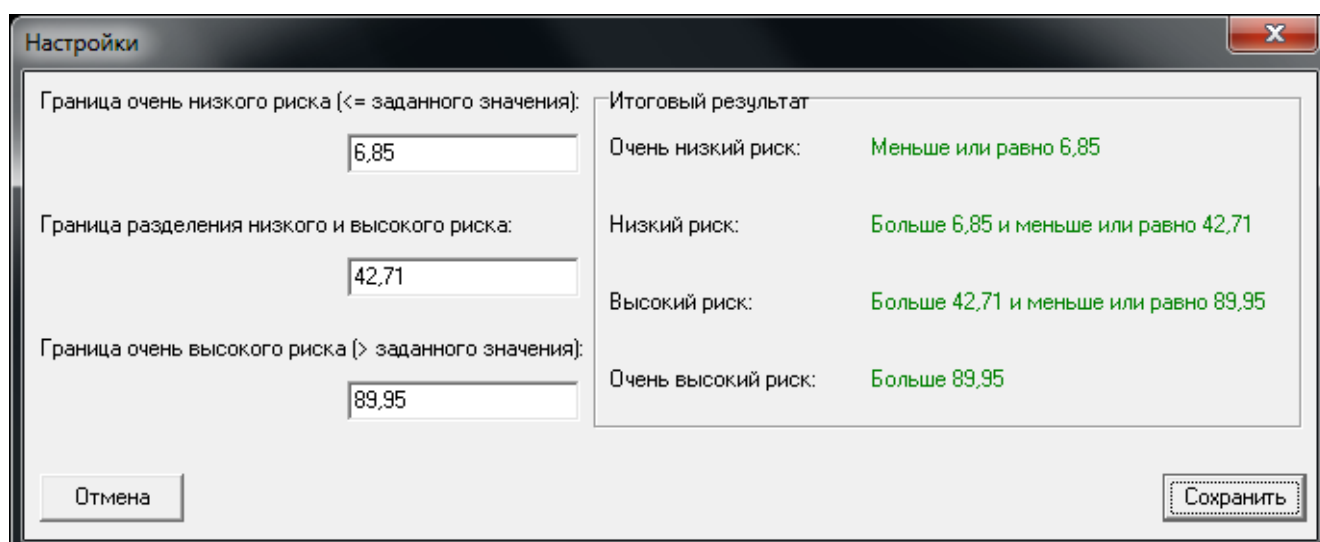 Настройки
Граница очень низкого риска (<= заданного значения):
6,85
Граница разделения низкого и высокого риска:
42,71
Граница очень высокого риска (> заданного значения):
89,95
Итоговый результат
Очень низкий риск: Меньше или равно 6,85
Низкий риск: Больше 6,85 и меньше или равно 42,71
Высокий риск: Больше 42,71 и меньше или равно 89,95
Очень высокий риск: Больше 89,95
Отмена
Сохранить